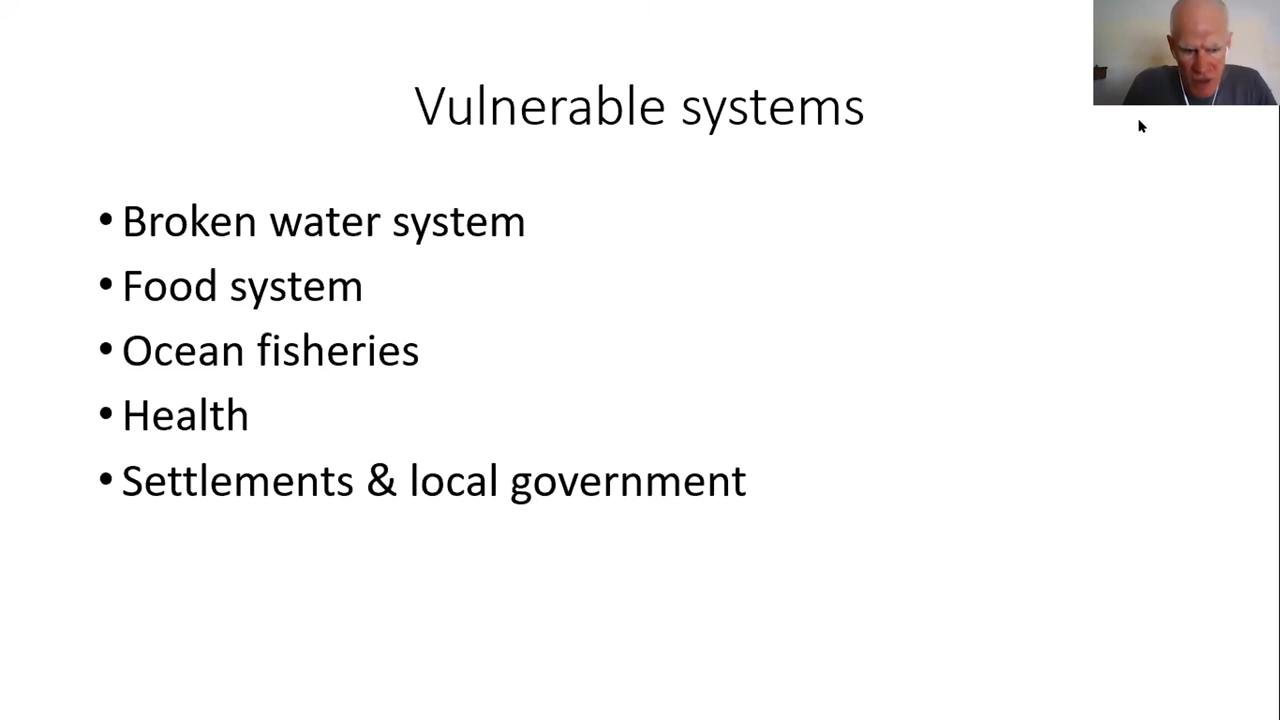 Vulnerable systems
• Broken water system
• Food system
• Ocean fisheries
• Health
• Settlements & local government